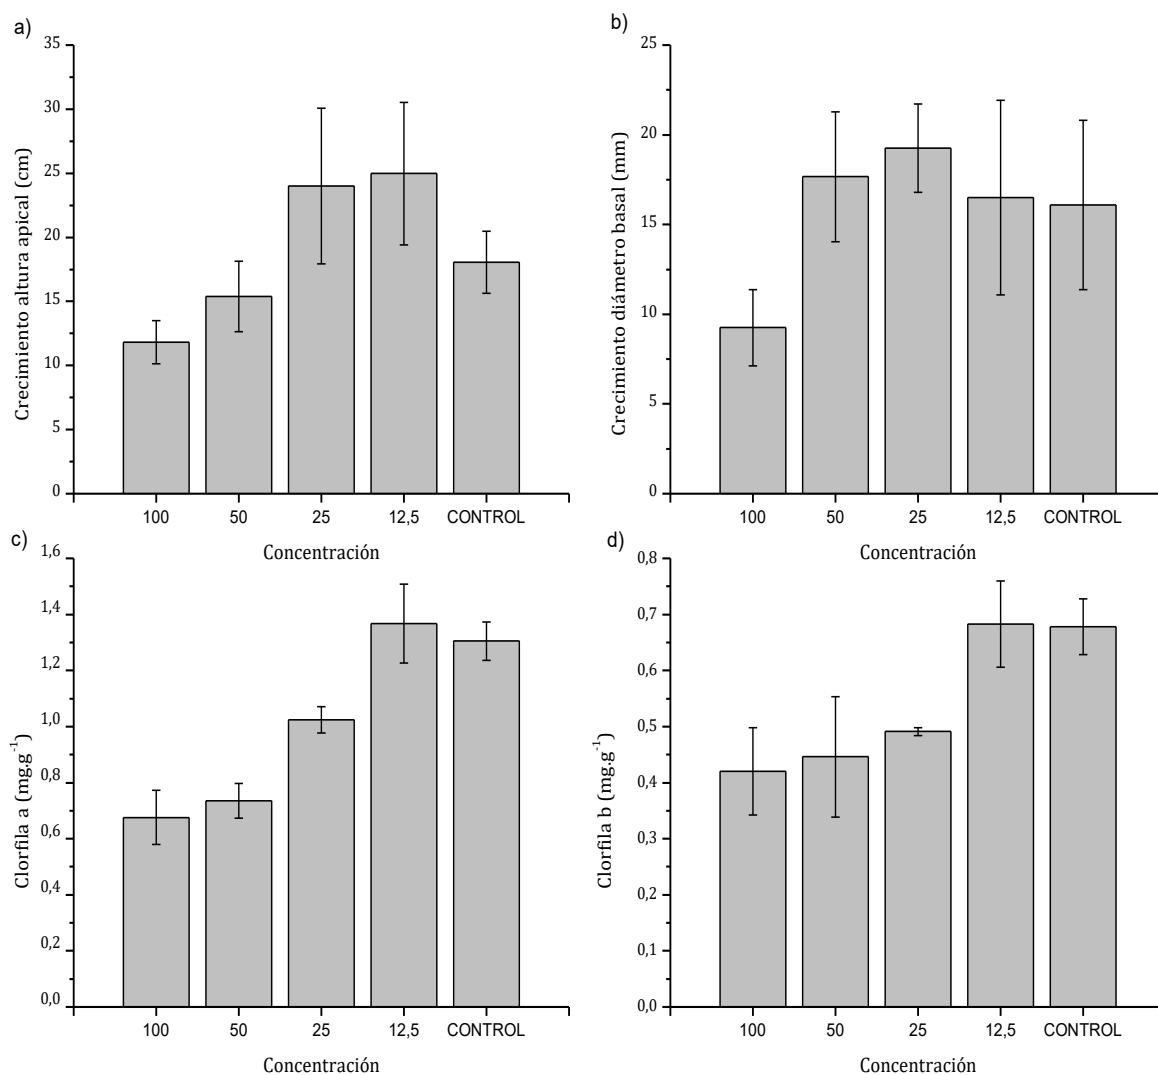 a)
Crecimiento altura apical (cm)
35
30
25
20
15
10
5
0
100 50 25 12,5 CONTROL
Concentración
b)
Crecimiento diámetro basal (mm)
25
20
15
10
5
0
100 50 25 12,5 CONTROL
Concentración
c)
Clorfila a (mg.g-1)
1,6
1,4
1,2
1,0
0,8
0,6
0,4
0,2
0,0
100 50 25 12,5 CONTROL
Concentración
d)
Clorfila b (mg.g-1)
0,8
0,7
0,6
0,5
0,4
0,3
0,2
0,1
0,0
100 50 25 12,5 CONTROL
Concentración